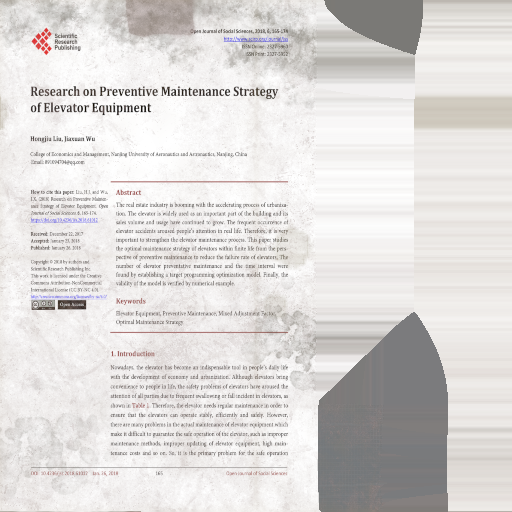 Scientific
Research
Publishing
Open Journal of Social Sciences, 2018, 6, 165-174
http://www.scirp.org/journal/jss
ISSN Online:
ISSN Print:
Research on Preventive Maintenance Strategy
of Elevator Equipment
Hongjiu Liu, Jiaxuan Wu
College of Economics and Management, Nanjing University of Aeronautics and Astronautics, Nanjing, China
Email:
How to cite this paper: Liu, H.J. and Wu,
J.X. (2018) Research on Preventive Mainte-
nance Strategy of Elevator Equipment. Open
Journal of Social Sciences, 6, 165-174.
Received: December 22, 2017
Accepted: January 23, 2018
Published: January 26, 2018
Copyright © 2018 by authors and
Scientific Research Publishing Inc.
This work is licensed under the Creative
Commons Attribution-NonCommercial
International License (CC BY-NC 4.0).
Open Access
Abstract
The real estate industry is booming with the accelerating process of urbanisa-
tion. The elevator is widely used as an important part of the building and its
sales volume and usage have continued to grow. The frequent occurrence of
elevator accidents aroused people's attention in real life. Therefore, it is very
important to strengthen the elevator maintenance process. This paper studies
the optimal maintenance strategy of elevators within finite life from the pers-
pective of preventive maintenance to reduce the failure rate of elevators. The
number of elevator preventative maintenance and the time interval were
found by establishing a target programming optimization model. Finally, the
validity of the model is verified by numerical example.
Keywords
Elevator Equipment, Preventive Maintenance, Mixed Adjustment Factor,
Optimal Maintenance Strategy
1. Introduction
Nowadays, the elevator has become an indispensable tool in people's daily life
with the development of economy and urbanization. Although elevators bring
convenience to people in life, the safety problems of elevators have aroused the
attention of all parties due to frequent swallowing or fall incident in elevators, as
shown in Table 1. Therefore, the elevator needs regular maintenance in order to
ensure that the elevators can operate stably, efficiently and safely. However,
there are many problems in the actual maintenance of elevator equipment which
make it difficult to guarantee the safe operation of the elevator, such as improper
maintenance methods, improper updating of elevator equipment, high main-
tenance costs and so on. So, it is the primary problem for the safe operation
Jan. 26, 2018
165
Open Journal of Social Sciences